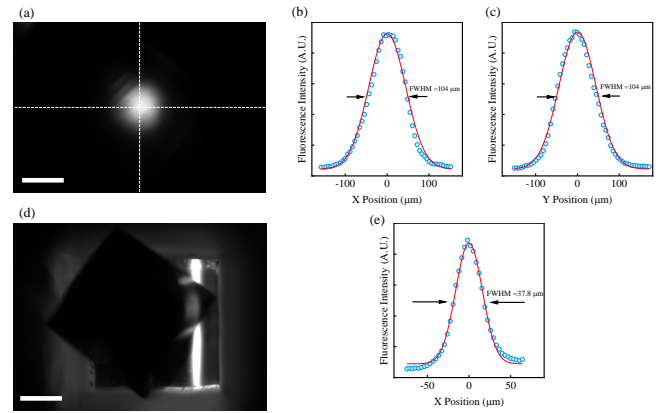 (a)
(b)
(c)
Fluorescence Intensity (A.U.)
FWHM =104 μm
-100 0 100
X Position (μm)
Fluorescence Intensity (A.U.)
FWHM =104 μm
-100 0 100
Y Position (μm)
(d)
(e)
Fluorescence Intensity (A.U.)
FWHM =37.8 μm
-50 0 50
X Position (μm)